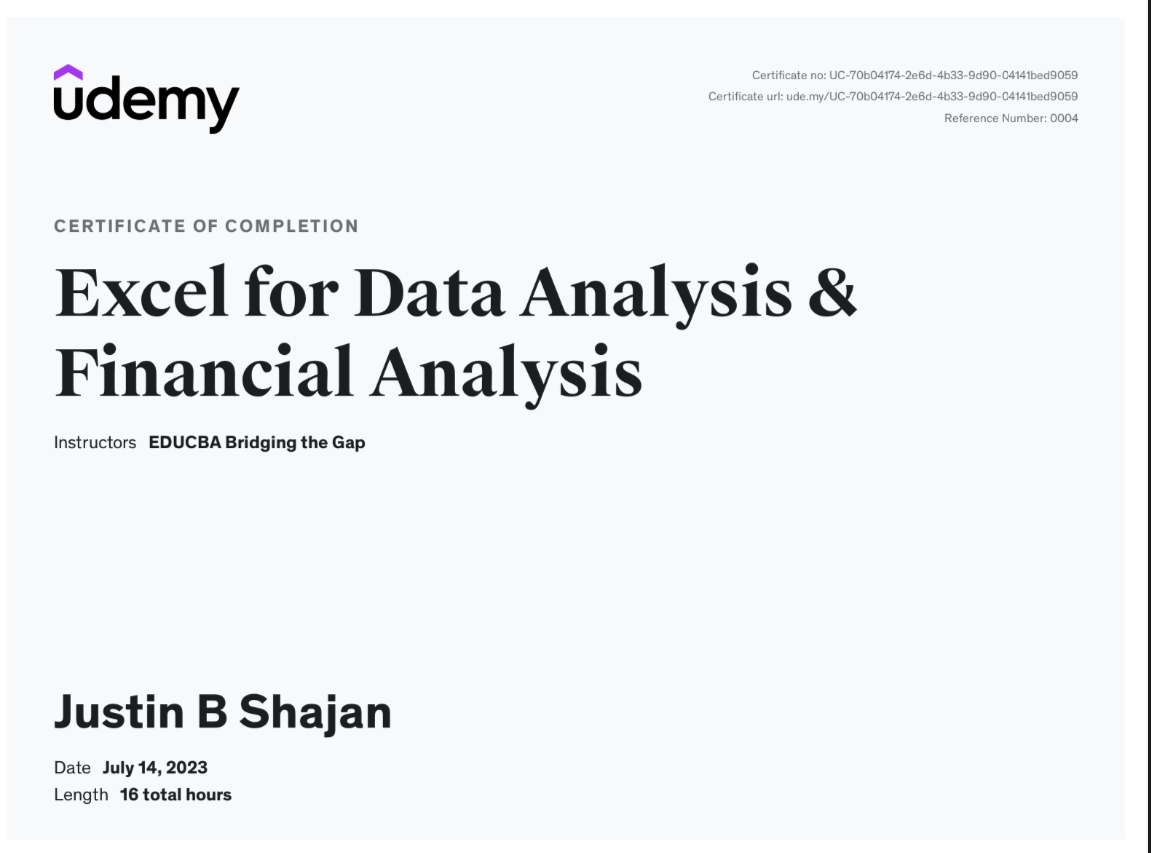 udemy
Certificate no: UC-70b04174-2e6d-4b33-9d90-04141bed9059
Certificate url: ude.my/UC-70b04174-2e6d-4b33-9d90-04141bed9059
Reference Number: 0004
CERTIFICATE OF COMPLETION
Excel for Data Analysis &
Financial Analysis
Instructors EDUCBA Bridging the Gap
Justin B Shajan
Date July 14, 2023
Length 16 total hours